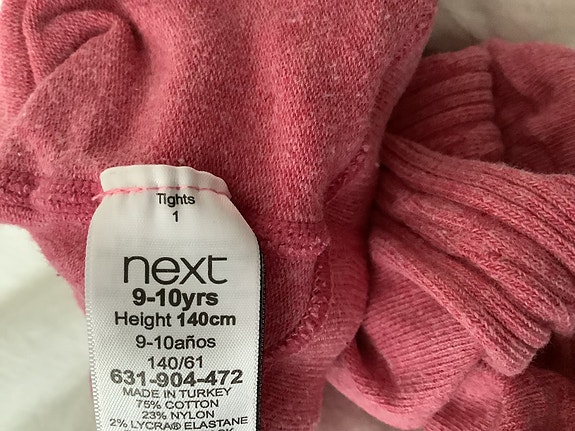 Tights
1
next
9-10yrs
Height 140cm
9-10años
140/61
631-904-472
MADE IN TURKEY
75% COTTON
23% NYLON
2% LYCRA® ELASTANE